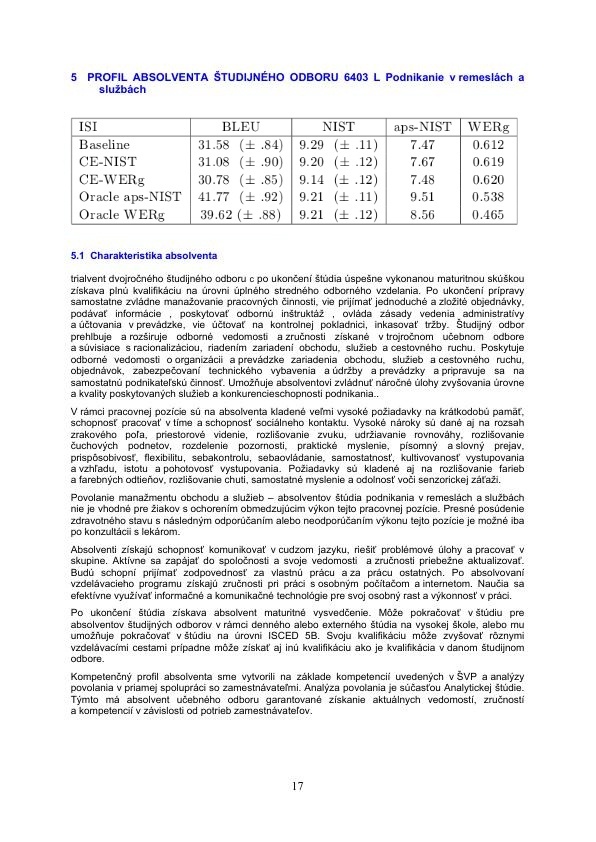 5 PROFIL ABSOLVENTA ŠTUDIJNÉHO ODBORU 6403 L Podnikanie v remeslách a
službách
ISI BLEU NIST aps-NIST WERg
Baseline 31.58 (± .84) 9.29 (± .11) 7.47 0.612
CE-NIST 31.08 (± .90) 9.20 (± .12) 7.67 0.619
CE-WERg 30.78 (± .85) 9.14 (± .12) 7.48 0.620
Oracle aps-NIST 41.77 (± .92) 9.21 (± .11) 9.51 0.538
Oracle WERg 39.62 (± .88) 9.21 (± .12) 8.56 0.465
5.1 Charakteristika absolventa
trialvent dvojročného študijného odboru c po ukončení štúdia úspešne vykonanou maturitnou skúškou
získava plnú kvalifikáciu na úrovni úplného stredného odborného vzdelania. Po ukončení prípravy
samostatne zvládne manažovanie pracovných činnosti, vie prijímať jednoduché a zložité objednávky,
podávať informácie , poskytovať odbornú inštruktáž , ovláda zásady vedenia administratívy
a účtovania v prevádzke, vie účtovať na kontrolnej pokladnici, inkasovať tržby. Študijný odbor
prehlbuje a rozširuje odborné vedomosti a zručnosti získané v trojročnom učebnom odbore
a súvisiace s racionalizáciou, riadením zariadení obchodu, služieb a cestovného ruchu. Poskytuje
odborné vedomosti o organizácii a prevádzke zariadenia obchodu, služieb a cestovného ruchu,
objednávok, zabezpečovaní technického vybavenia a údržby a prevádzky a pripravuje sa na
samostatnú podnikateľskú činnosť. Umožňuje absolventovi zvládnuť náročné úlohy zvyšovania úrovne
a kvality poskytovaných služieb a konkurencieschopnosti podnikania..
V rámci pracovnej pozície sú na absolventa kladené veľmi vysoké požiadavky na krátkodobú pamäť,
schopnosť pracovať v tíme a schopnosť sociálneho kontaktu. Vysoké nároky sú dané aj na rozsah
zrakového poľa, priestorové videnie, rozlišovanie zvuku, udržiavanie rovnováhy, rozlišovanie
čuchových podnetov, rozdelenie pozornosti, praktické myslenie, písomný a slovný prejav,
prispôsobivosť, flexibilitu, sebakontrolu, sebaovládanie, samostatnosť, kultivovanosť vystupovania
a vzhľadu, istotu a pohotovosť vystupovania. Požiadavky sú kladené aj na rozlišovanie farieb
a farebných odtieňov, rozlišovanie chuti, samostatné myslenie a odolnosť voči senzorickej záťaži.
Povolanie manažmentu obchodu a služieb – absolventov štúdia podnikania v remeslách a službách
nie je vhodné pre žiakov s ochorením obmedzujúcim výkon tejto pracovnej pozície. Presné posúdenie
zdravotného stavu s následným odporúčaním alebo neodporúčaním výkonu tejto pozície je možné iba
po konzultácii s lekárom.
Absolventi získajú schopnosť komunikovať v cudzom jazyku, riešiť problémové úlohy a pracovať v
skupine. Aktívne sa zapájať do spoločnosti a svoje vedomosti a zručnosti priebežne aktualizovať.
Budú schopní prijímať zodpovednosť za vlastnú prácu a za prácu ostatných. Po absolvovaní
vzdelávacieho programu získajú zručnosti pri práci s osobným počítačom a internetom. Naučia sa
efektívne využívať informačné a komunikačné technológie pre svoj osobný rast a výkonnosť v práci.
Po ukončení štúdia získava absolvent maturitné vysvedčenie. Môže pokračovať v štúdiu pre
absolventov študijných odborov v rámci denného alebo externého štúdia na vysokej škole, alebo mu
umožňuje pokračovať v štúdiu na úrovni ISCED 5B. Svoju kvalifikáciu môže zvyšovať rôznymi
vzdelávacími cestami prípadne môže získať aj inú kvalifikáciu ako je kvalifikácia v danom študijnom
odbore.
Kompetenčný profil absolventa sme vytvorili na základe kompetencií uvedených v ŠVP a analýzy
povolania v priamej spolupráci so zamestnávateľmi. Analýza povolania je súčasťou Analytickej štúdie.
Týmto má absolvent učebného odboru garantované získanie aktuálnych vedomostí, zručností
a kompetencií v závislosti od potrieb zamestnávateľov.
17